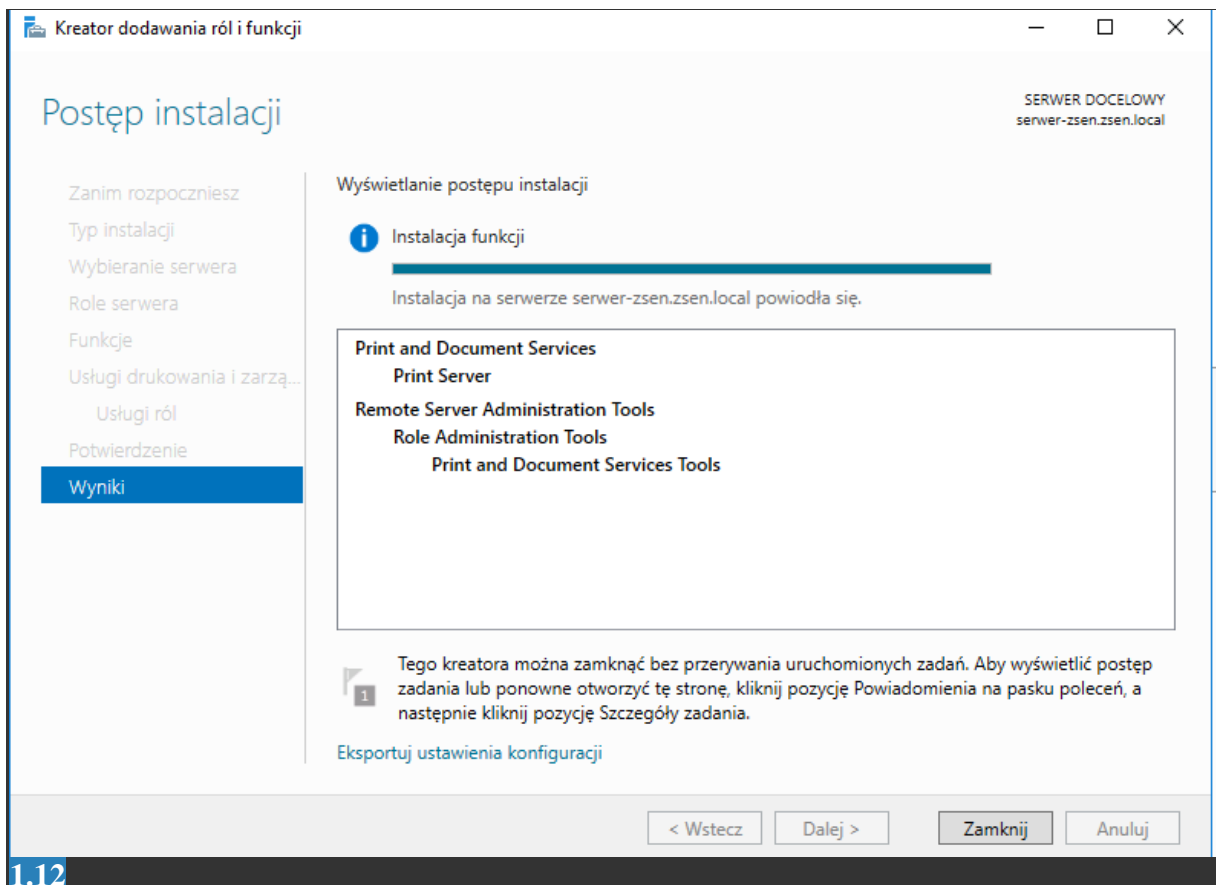 Kreator dodawania ról i funkcji
Postęp instalacji
SERWER DOCELOWY
serwer-zsen.zsen.local
Zanim rozpoczniesz
Typ instalacji
Wybieranie serwera
Role serwera
Funkcje
Usługi drukowania i zarzą...
Usługi ról
Potwierdzenie
Wyniki
Wyświetlanie postępu instalacji
Instalacja funkcji
Instalacja na serwerze serwer-zsen.zsen.local powiodła się.
Print and Document Services
Print Server
Remote Server Administration Tools
Role Administration Tools
Print and Document Services Tools
1
Tego kreatora można zamknąć bez przerywania uruchomionych zadań. Aby wyświetlić postęp
zadania lub ponowne otworzyć tę stronę, kliknij pozycję Powiadomienia na pasku poleceń, a
następnie kliknij pozycję Szczegóły zadania.
Eksportuj ustawienia konfiguracji
< Wstecz
Dalej >
Zamknij
Anuluj
1.12